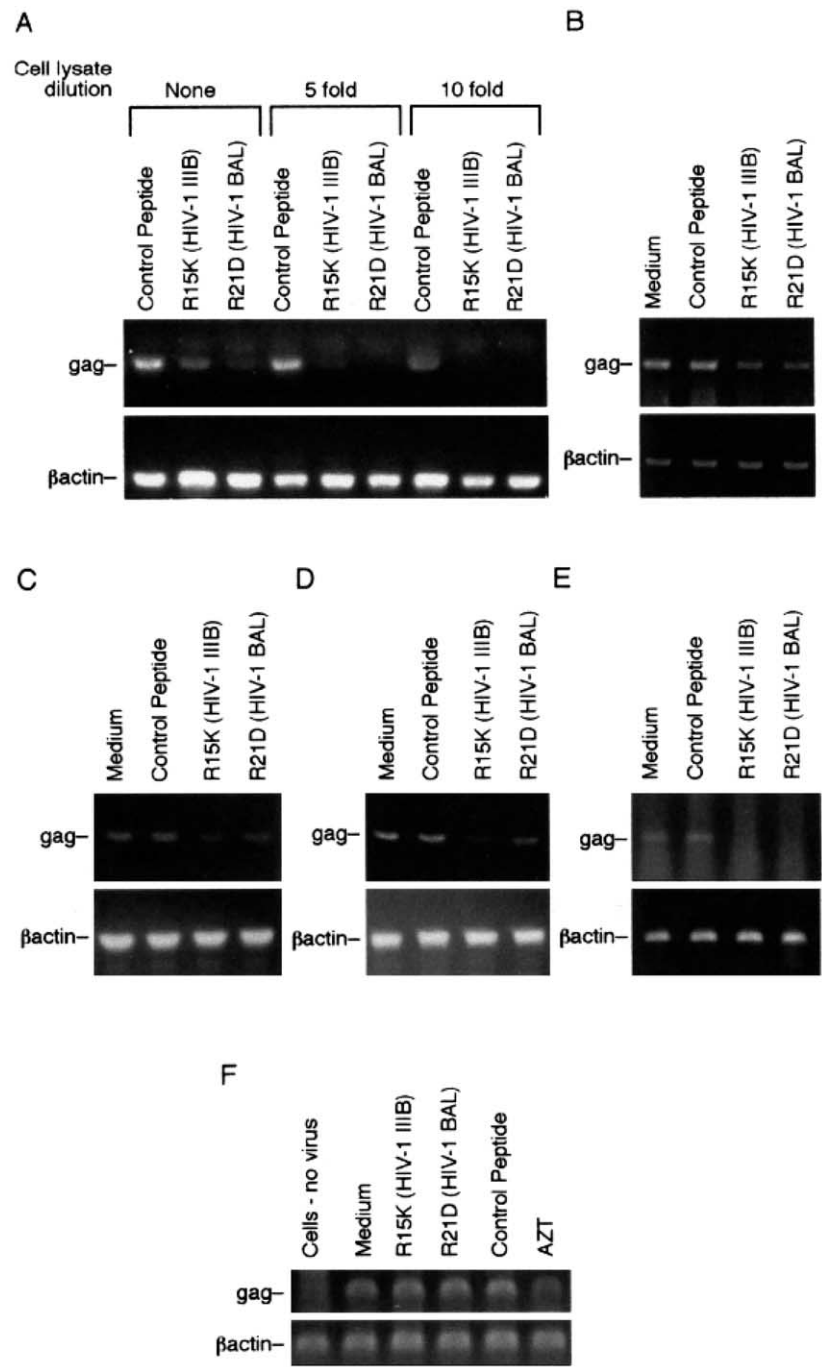 A
Cell lysate
dilution
None
5 fold
10 fold
Control Peptide
R15K (HIV-1 IIIB)
R21D (HIV-1 BAL)
Control Peptide
R15K (HIV-1 IIIB)
R21D (HIV-1 BAL)
Control Peptide
R15K (HIV-1 IIIB)
R21D (HIV-1 BAL)
gag–
βactin–
B
Medium
Control Peptide
R15K (HIV-1 IIIB)
R21D (HIV-1 BAL)
gag–
βactin–
C
Medium
Control Peptide
R15K (HIV-1 IIIB)
R21D (HIV-1 BAL)
gag–
βactin–
D
Medium
Control Peptide
R15K (HIV-1 IIIB)
R21D (HIV-1 BAL)
gag–
βactin–
E
Medium
Control Peptide
R15K (HIV-1 IIIB)
R21D (HIV-1 BAL)
gag–
βactin–
F
Cells - no virus
Medium
R15K (HIV-1 IIIB)
R21D (HIV-1 BAL)
Control Peptide
AZT
gag–
βactin–